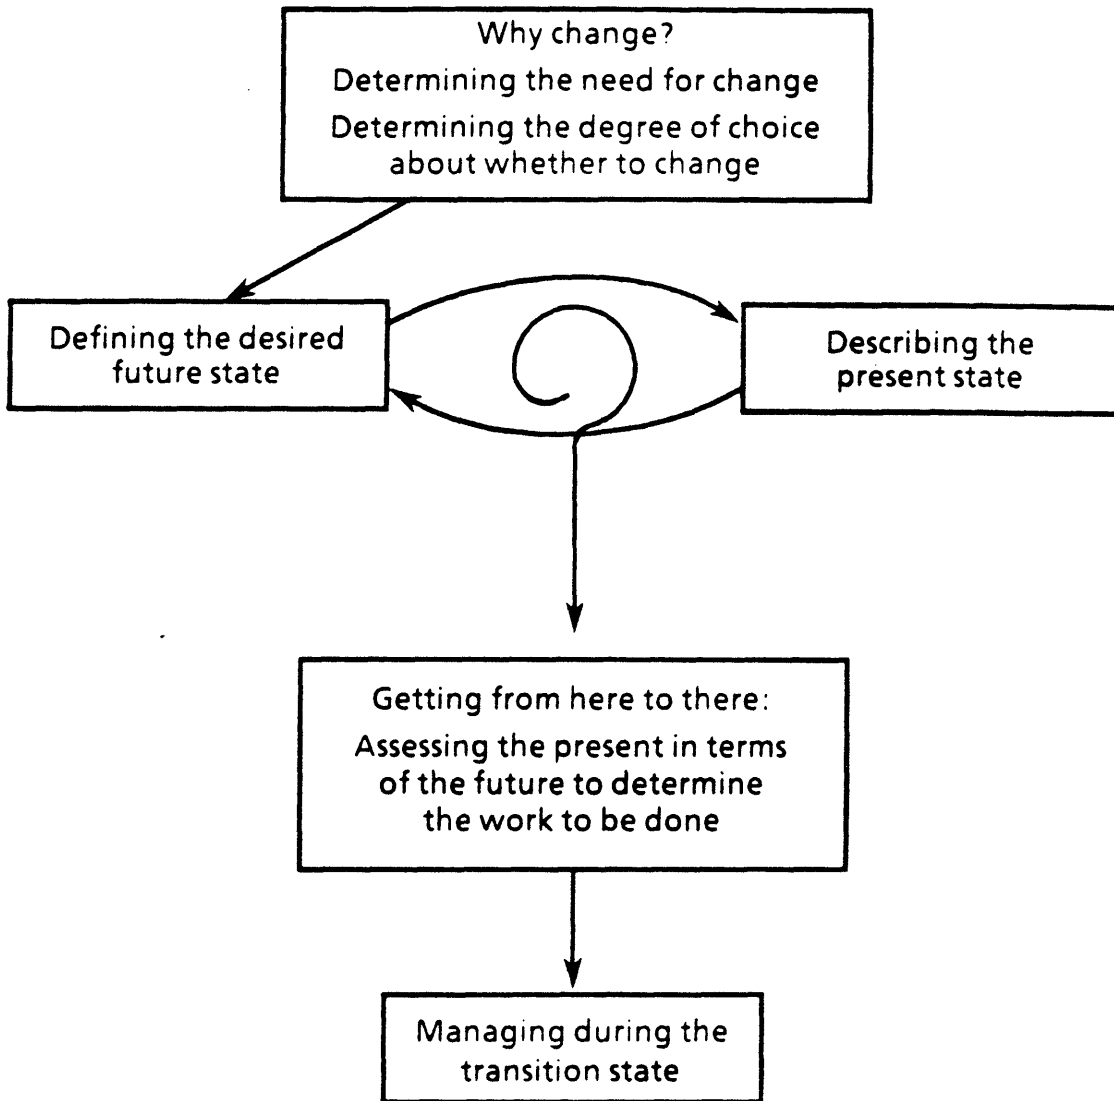 Why change?
Determining the need for change
Determining the degree of choice
about whether to change
Defining the desired
future state
Describing the
present state
Getting from here to there:
Assessing the present in terms
of the future to determine
the work to be done
Managing during the
transition state